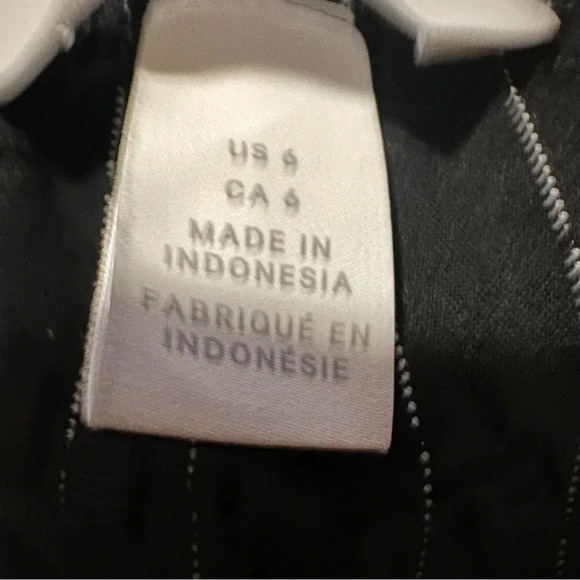 US 6
CA 6
MADE IN
INDONESIA
FABRIQUÉ EN
INDONÉSIE